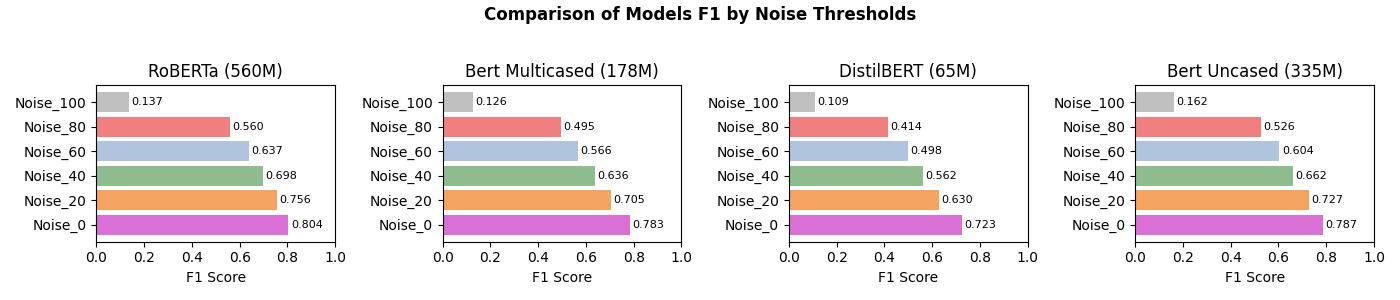 Comparison of Models F1 by Noise Thresholds
RoBERTa (560M)
Noise_100 0.137
Noise_80 0.560
Noise_60 0.637
Noise_40 0.698
Noise_20 0.756
Noise_0 0.804
0.0 0.2 0.4 0.6 0.8 1.0
F1 Score
Bert Multicased (178M)
Noise_100 0.126
Noise_80 0.495
Noise_60 0.566
Noise_40 0.636
Noise_20 0.705
Noise_0 0.783
0.0 0.2 0.4 0.6 0.8 1.0
F1 Score
DistilBERT (65M)
Noise_100 0.109
Noise_80 0.414
Noise_60 0.498
Noise_40 0.562
Noise_20 0.630
Noise_0 0.723
0.0 0.2 0.4 0.6 0.8 1.0
F1 Score
Bert Uncased (335M)
Noise_100 0.162
Noise_80 0.526
Noise_60 0.604
Noise_40 0.662
Noise_20 0.727
Noise_0 0.787
0.0 0.2 0.4 0.6 0.8 1.0
F1 Score